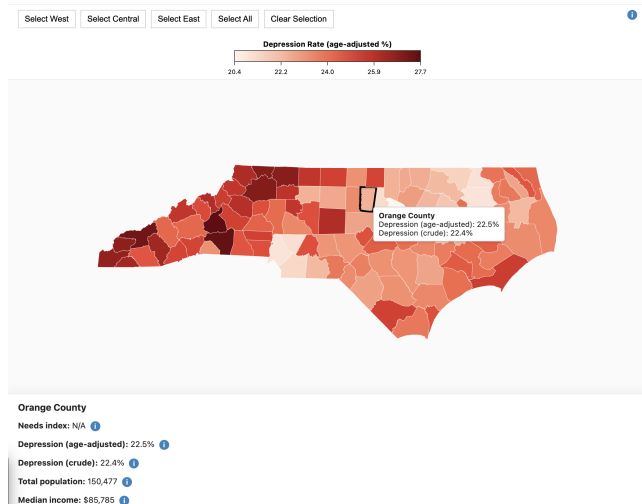 Select West Select Central Select East Select All Clear Selection i
Depression Rate (age-adjusted %)
20.4 22.2 24.0 25.9 27.7
Orange County
Depression (age-adjusted): 22.5%
Depression (crude): 22.4%
Orange County
Needs index: N/A i
Depression (age-adjusted): 22.5% i
Depression (crude): 22.4% i
Total population: 150,477 i
Median income: $85,785 i